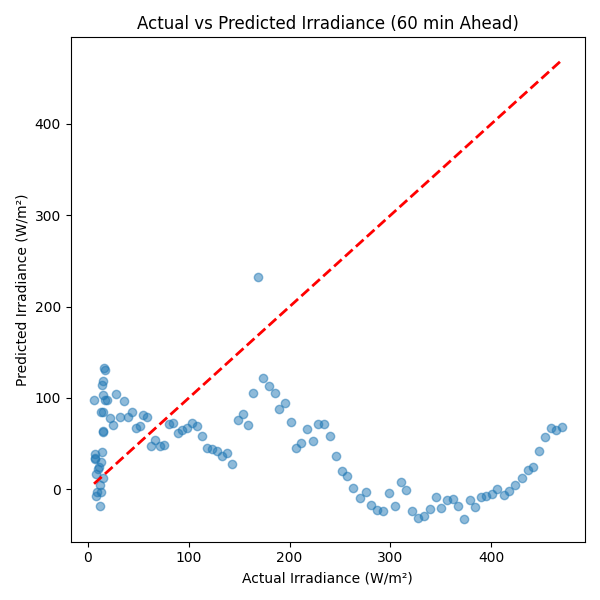 Actual vs Predicted Irradiance (60 min Ahead)
Predicted Irradiance (W/m²)
400
300
200
100
0
0 100 200 300 400
Actual Irradiance (W/m²)